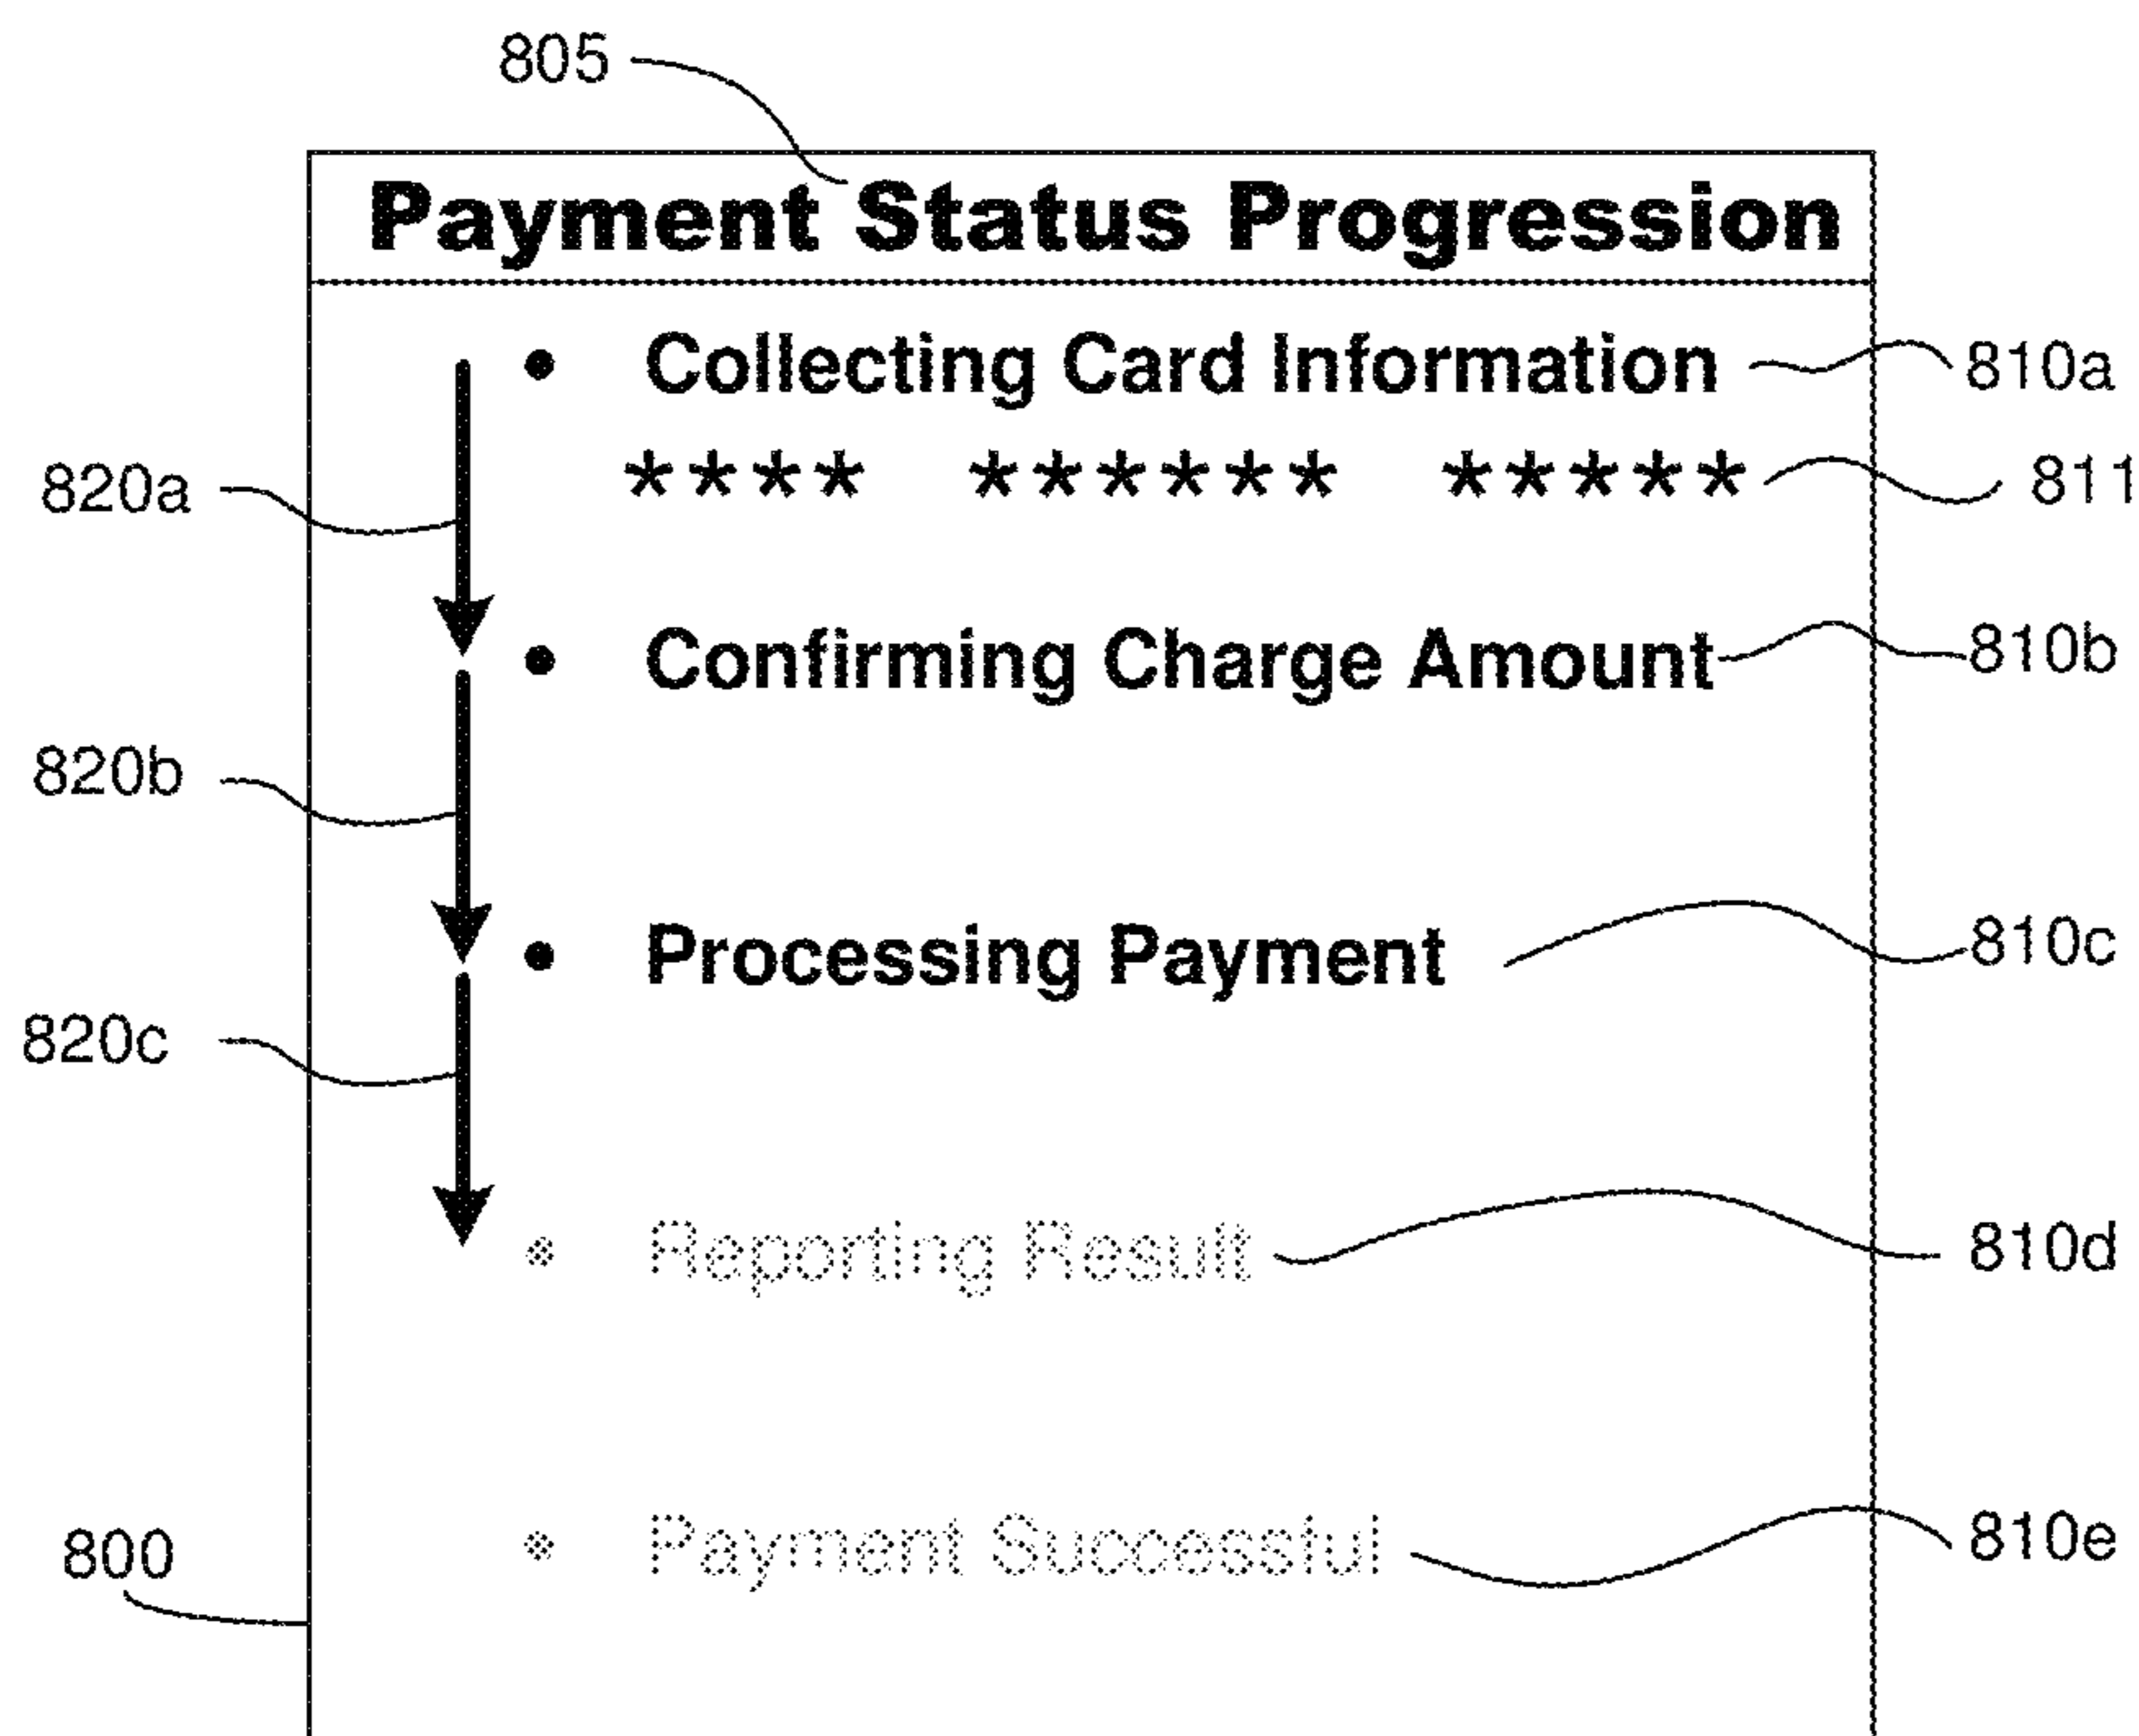 805
Payment Status Progression
• Collecting Card Information 810a
820a **** ****** ***** 811
• Confirming Charge Amount 810b
820b
• Processing Payment 810c
820c
• Reporting Result 810d
• Payment Successful 810e
800